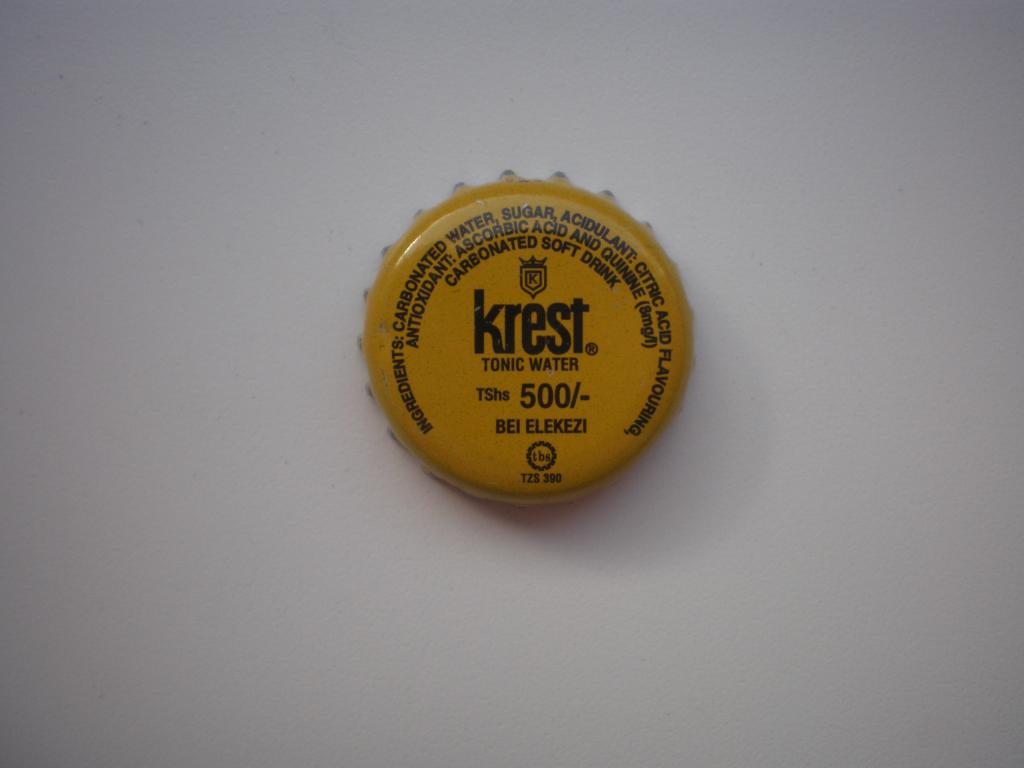 INGREDIENTS: CARBONATED WATER, SUGAR, ACIDULANT: CITRIC ACID FLAVOURING,
ANTIOXIDANT: ASCORBIC ACID AND QUININE (8mg/l)
CARBONATED SOFT DRINK
K
krest®
TONIC WATER
TShs 500/-
BEI ELEKEZI
tbs
TZS 390